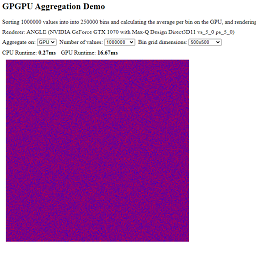 GPGPU Aggregation Demo
Sorting 1000000 values into into 250000 bins and calculating the average per bin on the GPU, and rendering
Renderer: ANGLE (NVIDIA GeForce GTX 1070 with Max-Q Design Direct3D11 vs_5_0 ps_5_0)
Aggregate on: GPU Number of values: 1000000 Bin grid dimensions: 500x500
CPU Runtime: 0.27ms GPU Runtime: 16.67ms